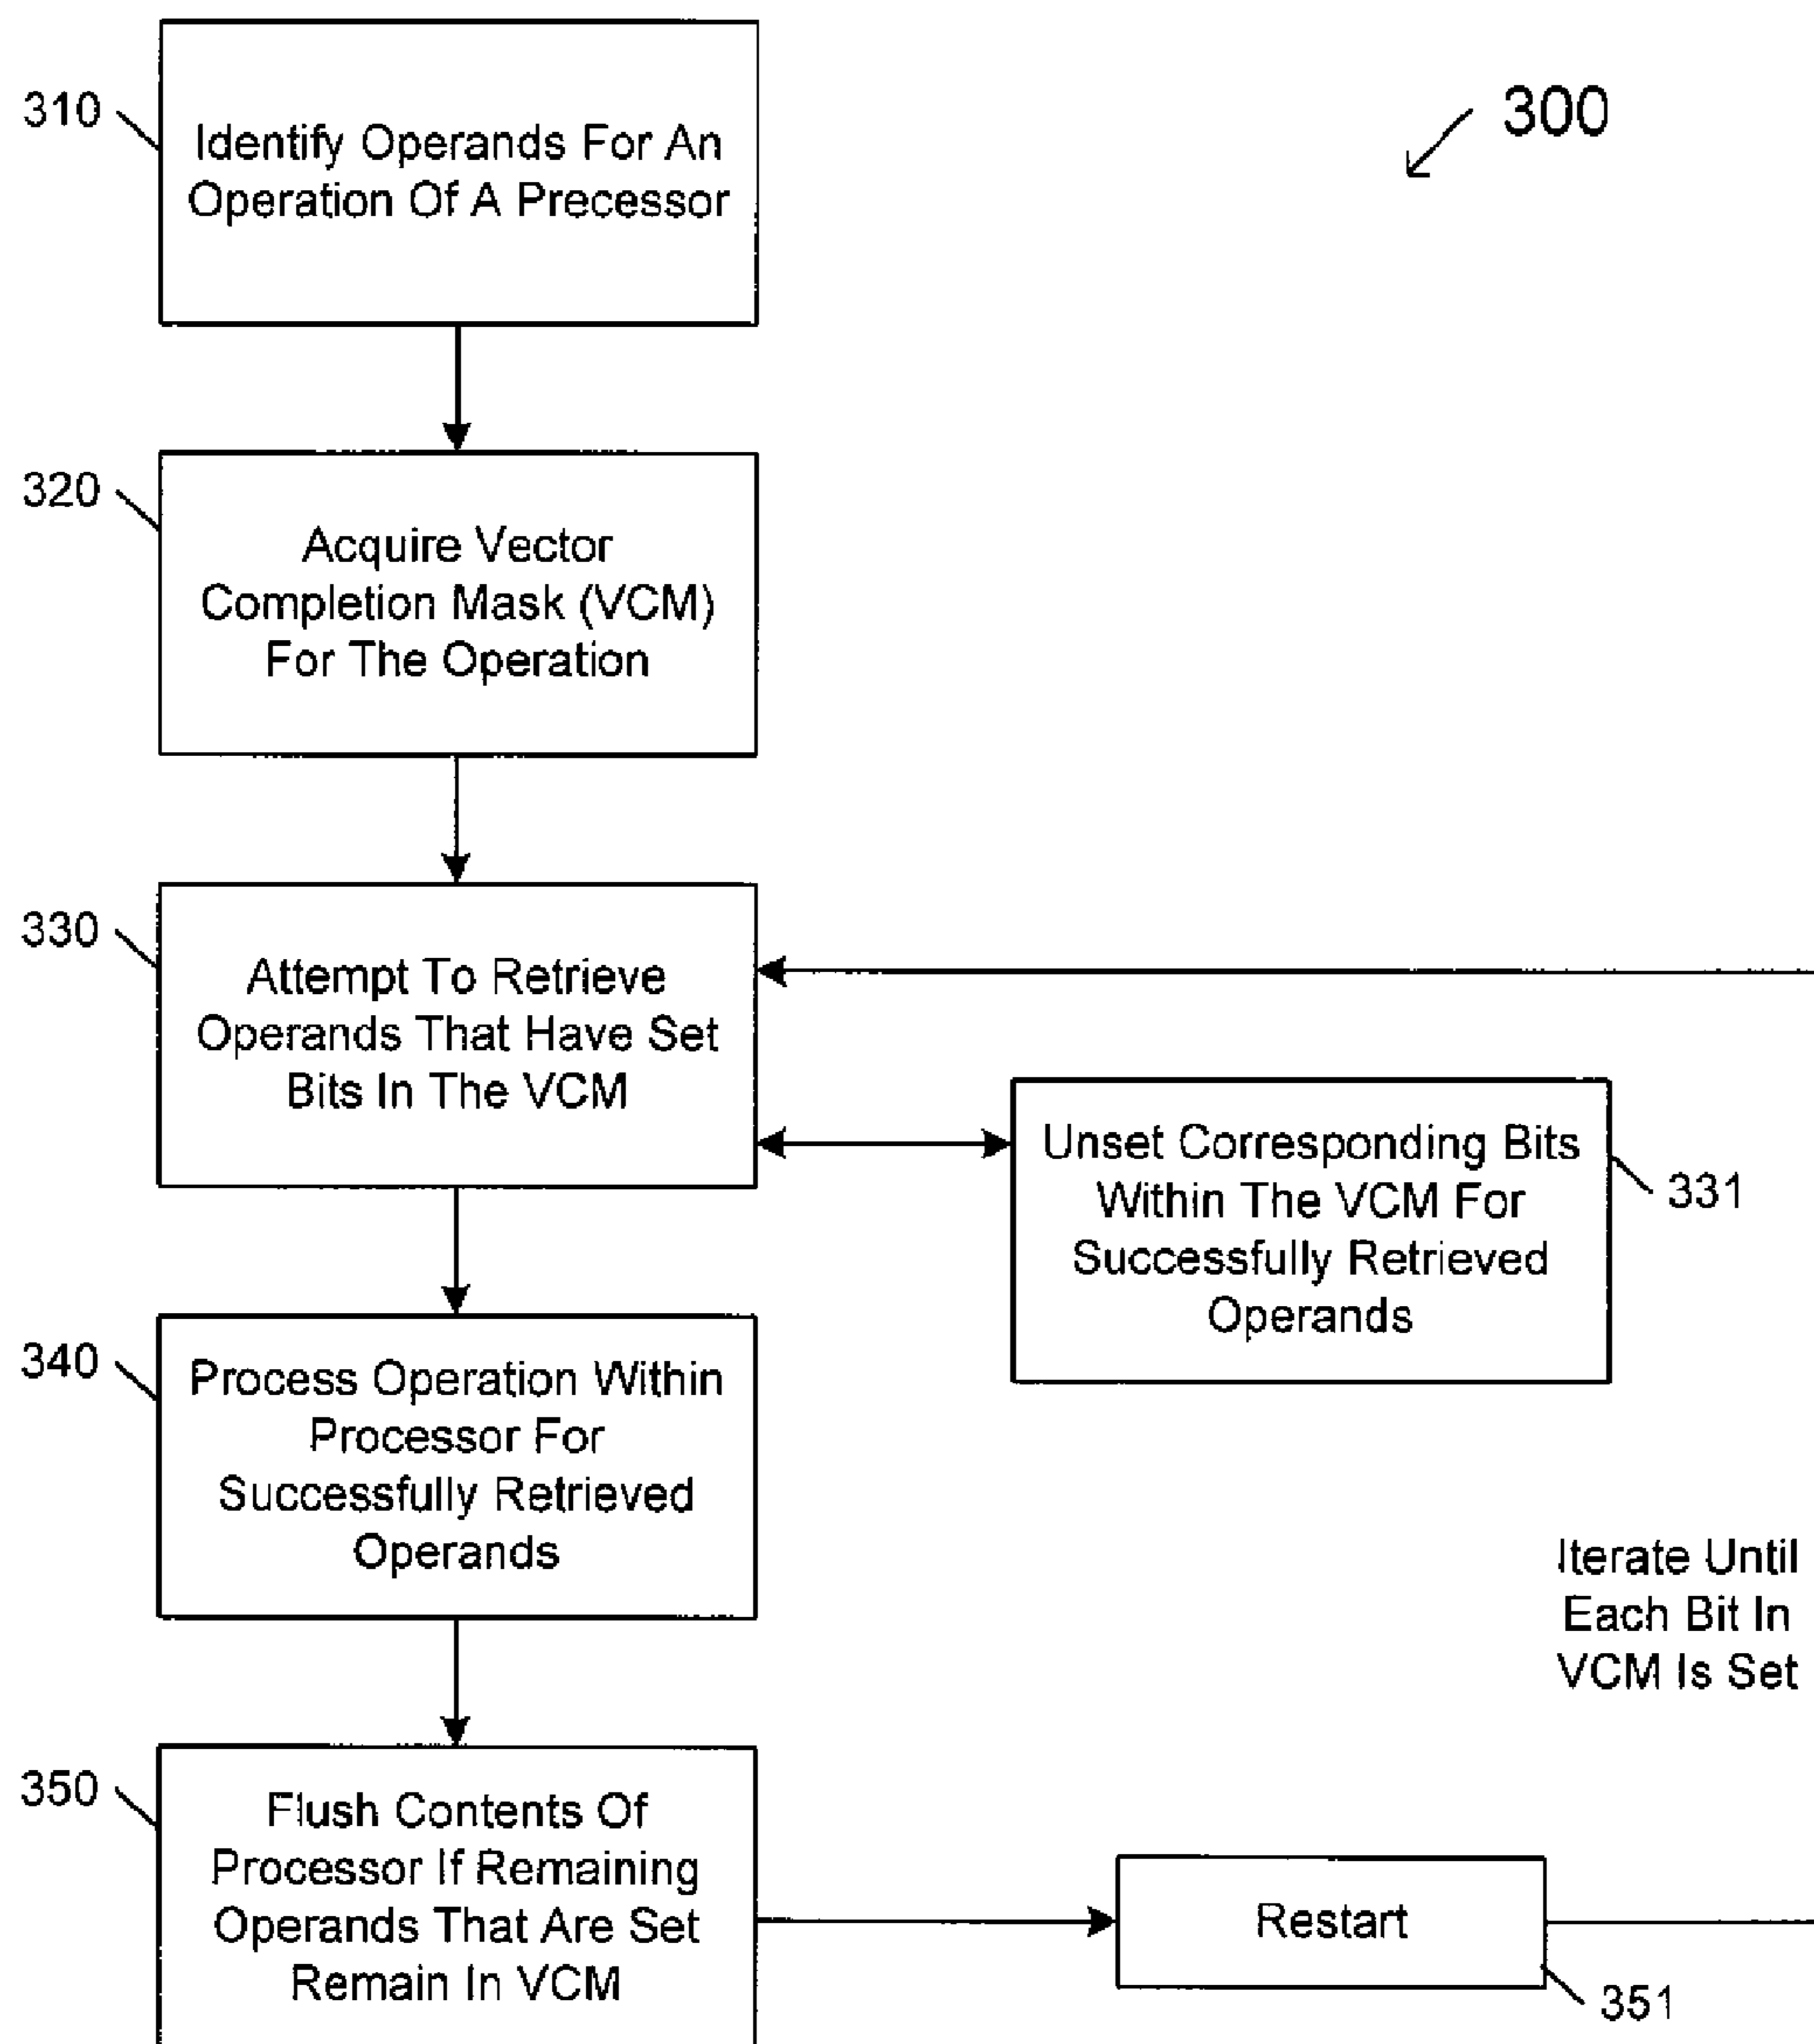 310
Identify Operands For An
Operation Of A Precessor
300
320
Acquire Vector
Completion Mask (VCM)
For The Operation
330
Attempt To Retrieve
Operands That Have Set
Bits In The VCM
Unset Corresponding Bits
Within The VCM For
Successfully Retrieved
Operands
331
340
Process Operation Within
Processor For
Successfully Retrieved
Operands
Iterate Until
Each Bit In
VCM Is Set
350
Flush Contents Of
Processor If Remaining
Operands That Are Set
Remain In VCM
Restart
351